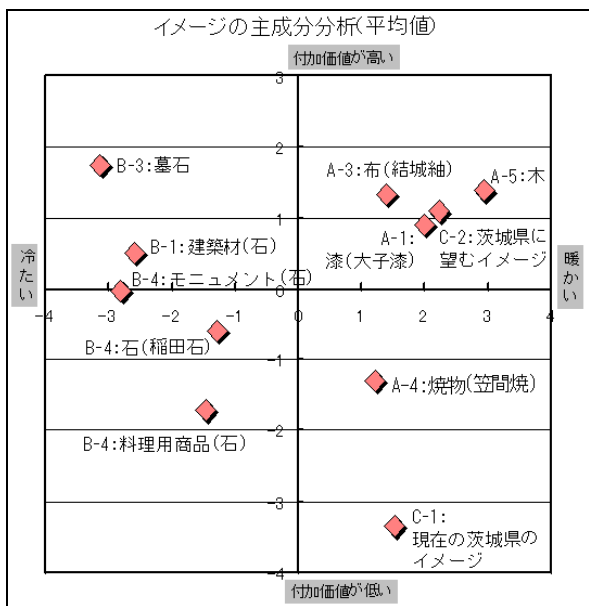 イメージの主成分分析(平均値)
付加価値が高い
3
2
B-3:墓石
A-3:布(結城紬)
A-5:木
1
B-1:建築材(石)
A-1:
漆(大子漆)
C-2:茨城県に
望むイメージ
冷たい
暖かい
B-4:モニュメント(石)
0
-4
-3
-2
-1
0
1
2
3
4
B-4:石(稲田石)
-1
A-4:焼物(笠間焼)
B-4:料理用商品(石)
-2
-3
C-1:
現在の茨城県の
イメージ
-4
付加価値が低い